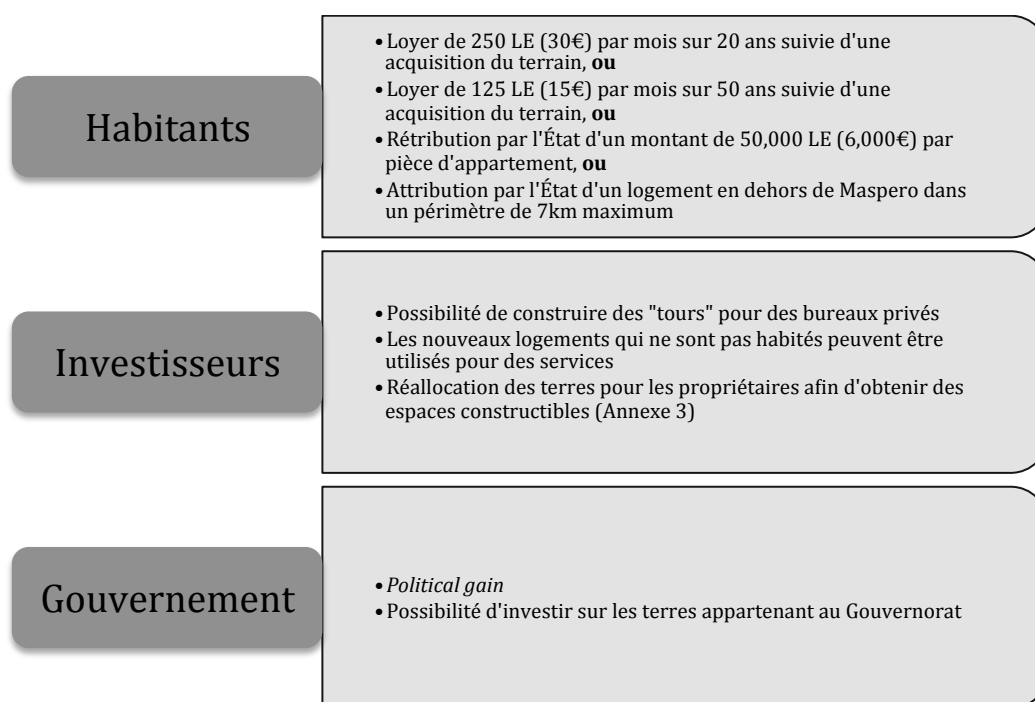 Habitants
•Loyer de 250 LE (30€) par mois sur 20 ans suivie d'une
acquisition du terrain, ou
•Loyer de 125 LE (15€) par mois sur 50 ans suivie d'une
acquisition du terrain, ou
•Rétribution par l'État d'un montant de 50,000 LE (6,000€) par
pièce d'appartement, ou
•Attribution par l'État d'un logement en dehors de Maspero dans
un périmètre de 7km maximum
Investisseurs
•Possibilité de construire des "tours" pour des bureaux privés
•Les nouveaux logements qui ne sont pas habités peuvent être
utilisés pour des services
•Réallocation des terres pour les propriétaires afin d'obtenir des
espaces constructibles (Annexe 3)
Gouvernement
•Political gain
•Possibilité d'investir sur les terres appartenant au Gouvernorat